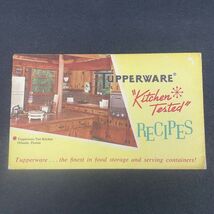 TUPPERWARE®
"Kitchen
Tested"
RECIPES
Tupperware Test Kitchen
Orlando, Florida
Tupperware . . . the finest in food storage and serving containers!